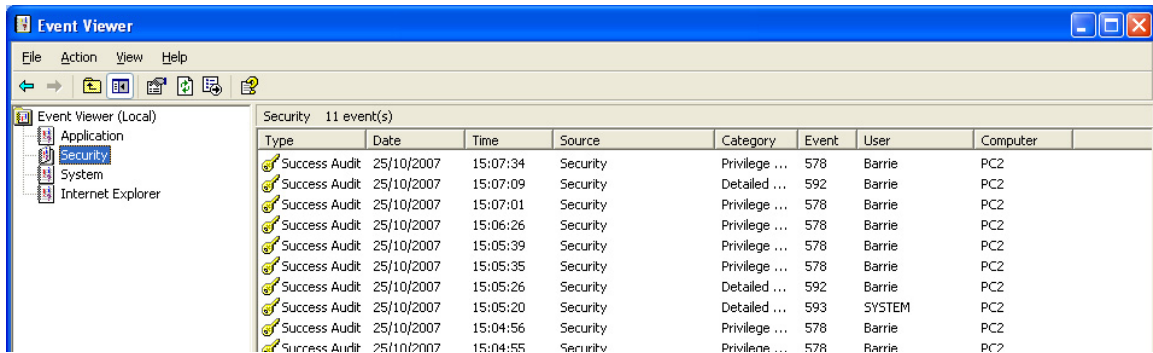 Event Viewer
File Action View Help
Event Viewer (Local)
Application
Security
System
Internet Explorer
Security 11 event(s)
Type Date Time Source Category Event User Computer
Success Audit 25/10/2007 15:07:34 Security Privilege ... 578 Barrie PC2
Success Audit 25/10/2007 15:07:09 Security Detailed ... 592 Barrie PC2
Success Audit 25/10/2007 15:07:01 Security Privilege ... 578 Barrie PC2
Success Audit 25/10/2007 15:06:26 Security Privilege ... 578 Barrie PC2
Success Audit 25/10/2007 15:05:39 Security Privilege ... 578 Barrie PC2
Success Audit 25/10/2007 15:05:35 Security Privilege ... 578 Barrie PC2
Success Audit 25/10/2007 15:05:26 Security Detailed ... 592 Barrie PC2
Success Audit 25/10/2007 15:05:20 Security Detailed ... 593 SYSTEM PC2
Success Audit 25/10/2007 15:04:56 Security Privilege ... 578 Barrie PC2
Success Audit 25/10/2007 15:04:55 Security Privilege ... 578 Barrie PC2